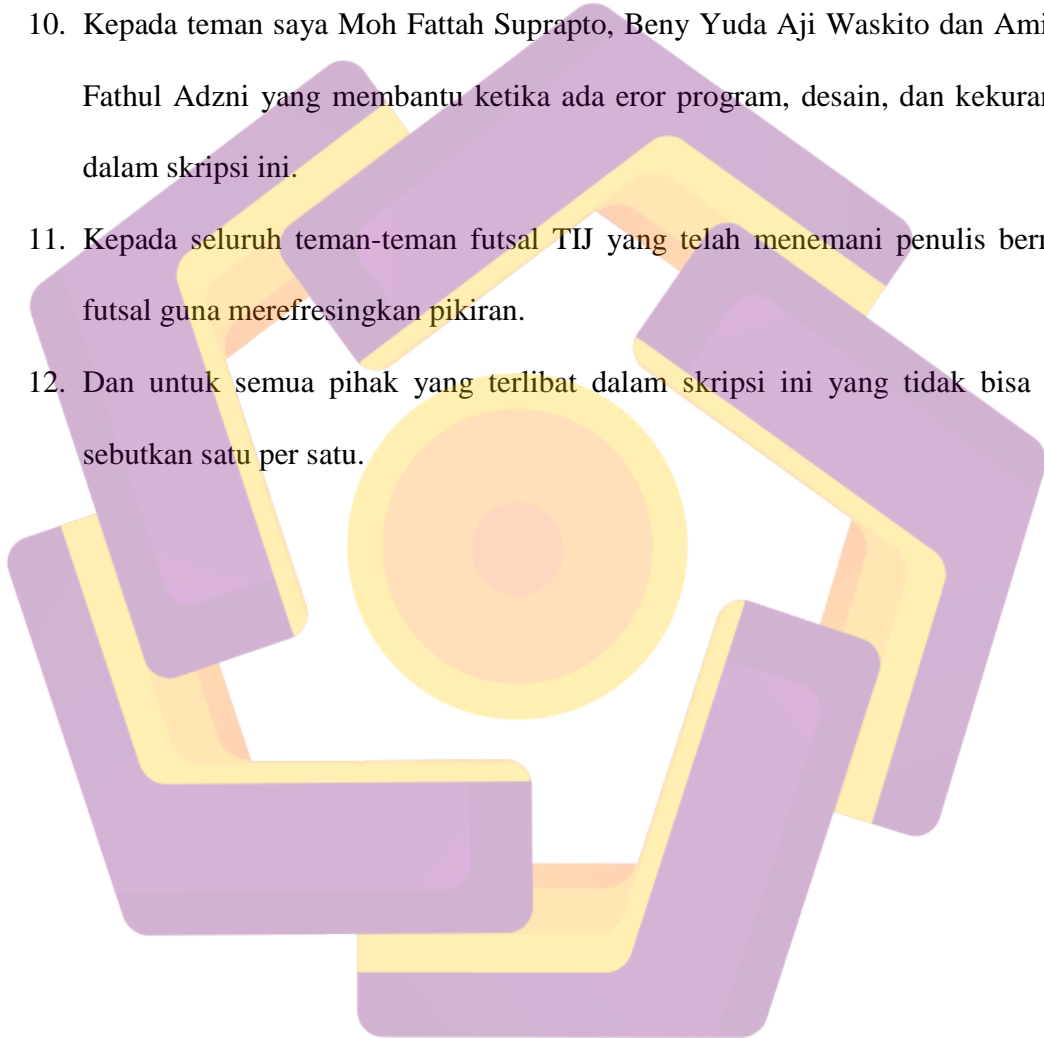 10. Kepada teman saya Moh Fattah Suprapto, Beny Yuda Aji Waskito dan Ami
Fathul Adzni yang membantu ketika ada eror program, desain, dan kekuran
dalam skripsi ini.
11. Kepada seluruh teman-teman futsal TIJ yang telah menemani penulis berm
futsal guna merefresingkan pikiran.
12. Dan untuk semua pihak yang terlibat dalam skripsi ini yang tidak bisa
sebutkan satu per satu.